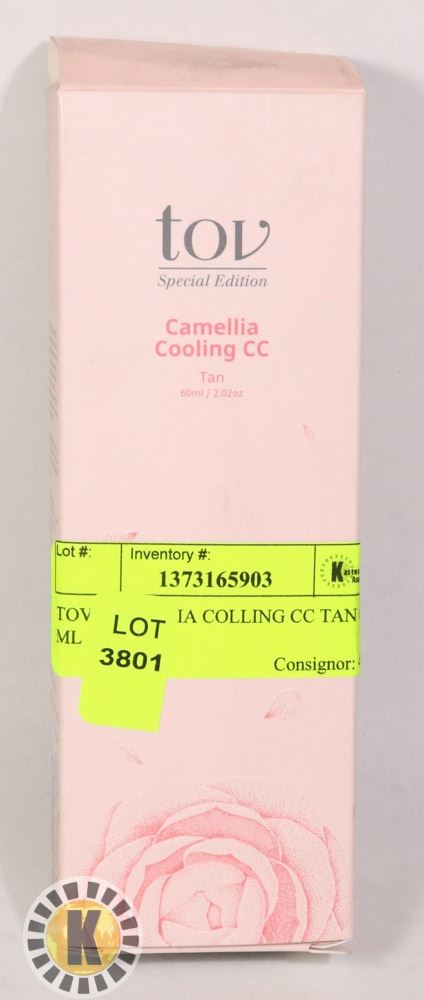 tov
Special Edition
Camellia
Cooling CC
Tan
60ml / 2.02oz
Lot #:
Inventory #:
1373165903
TOV IA COLLING CC TAN
ML
Consignor:
LOT
3801
K